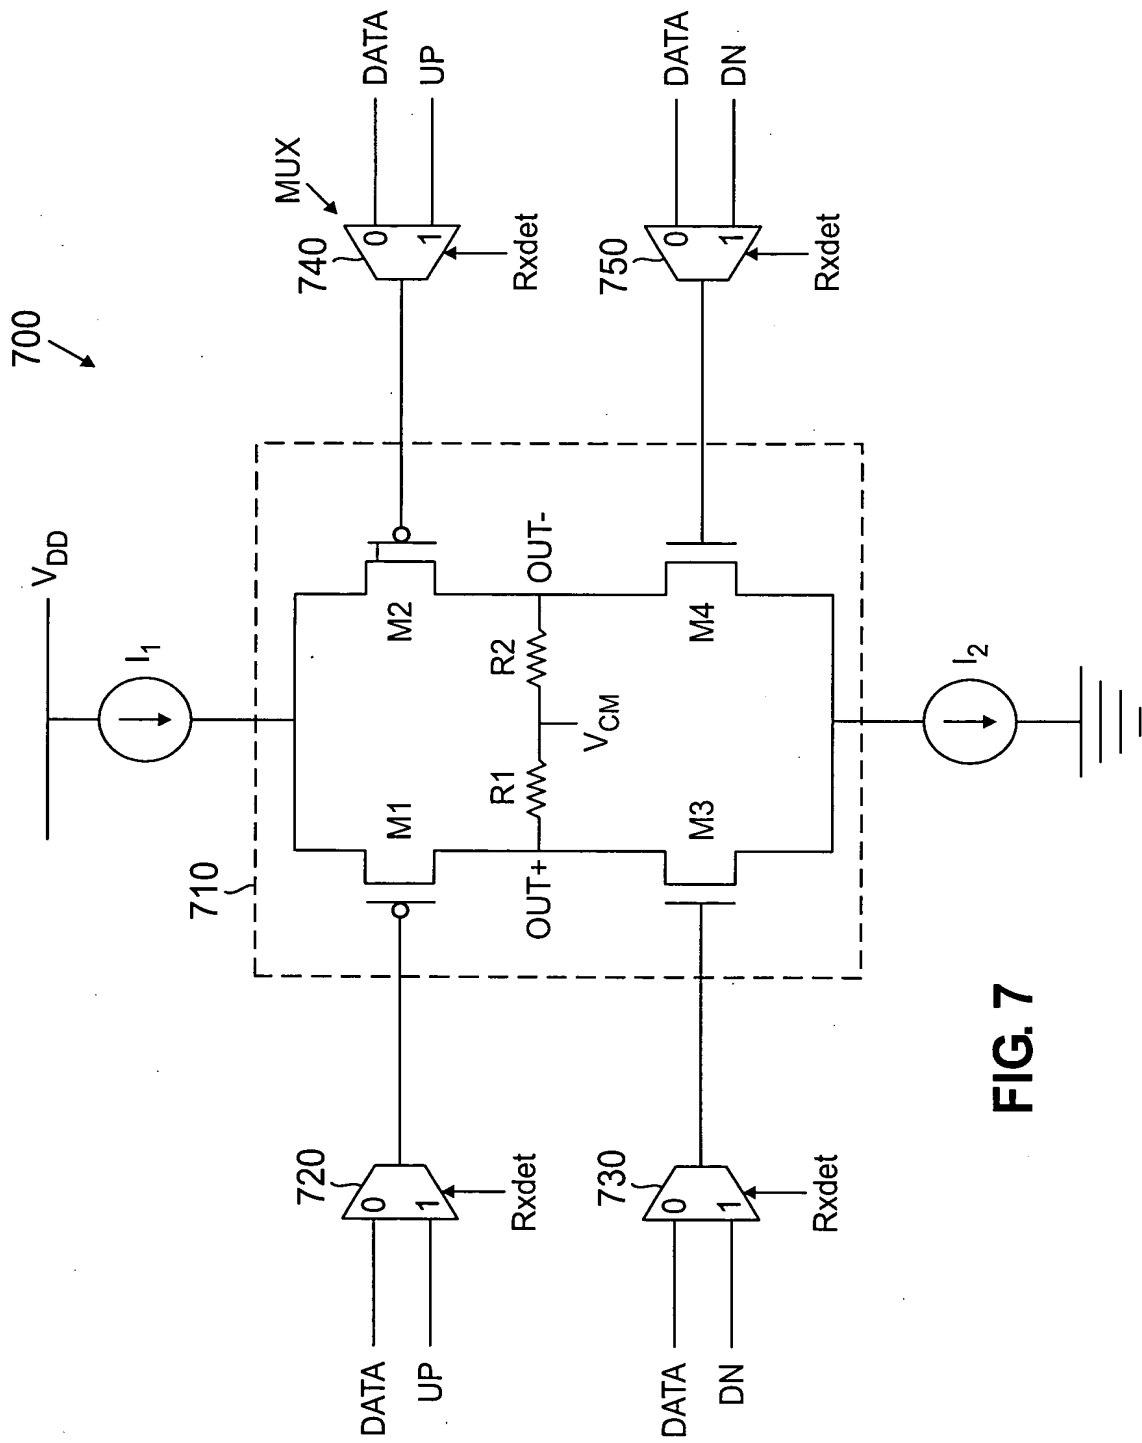 700
V_DD
I₁
710
720
0
1
DATA
UP
Rxdet
MUX
740
0
1
DATA
UP
Rxdet
M1
M2
OUT+
R1
V_CM
R2
OUT-
730
0
1
DATA
DN
Rxdet
750
0
1
DATA
DN
Rxdet
M3
M4
I₂
FIG. 7